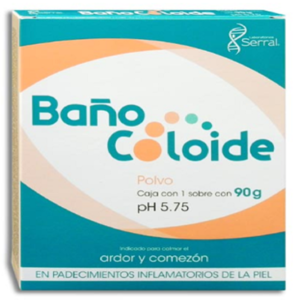 Laboratorios
Serral
Baño
Coloide
Polvo
Caja con 1 sobre con 90g
pH 5.75
Indicado para calmar el
ardor y comezón
EN PADECIMIENTOS INFLAMATORIOS DE LA PIEL